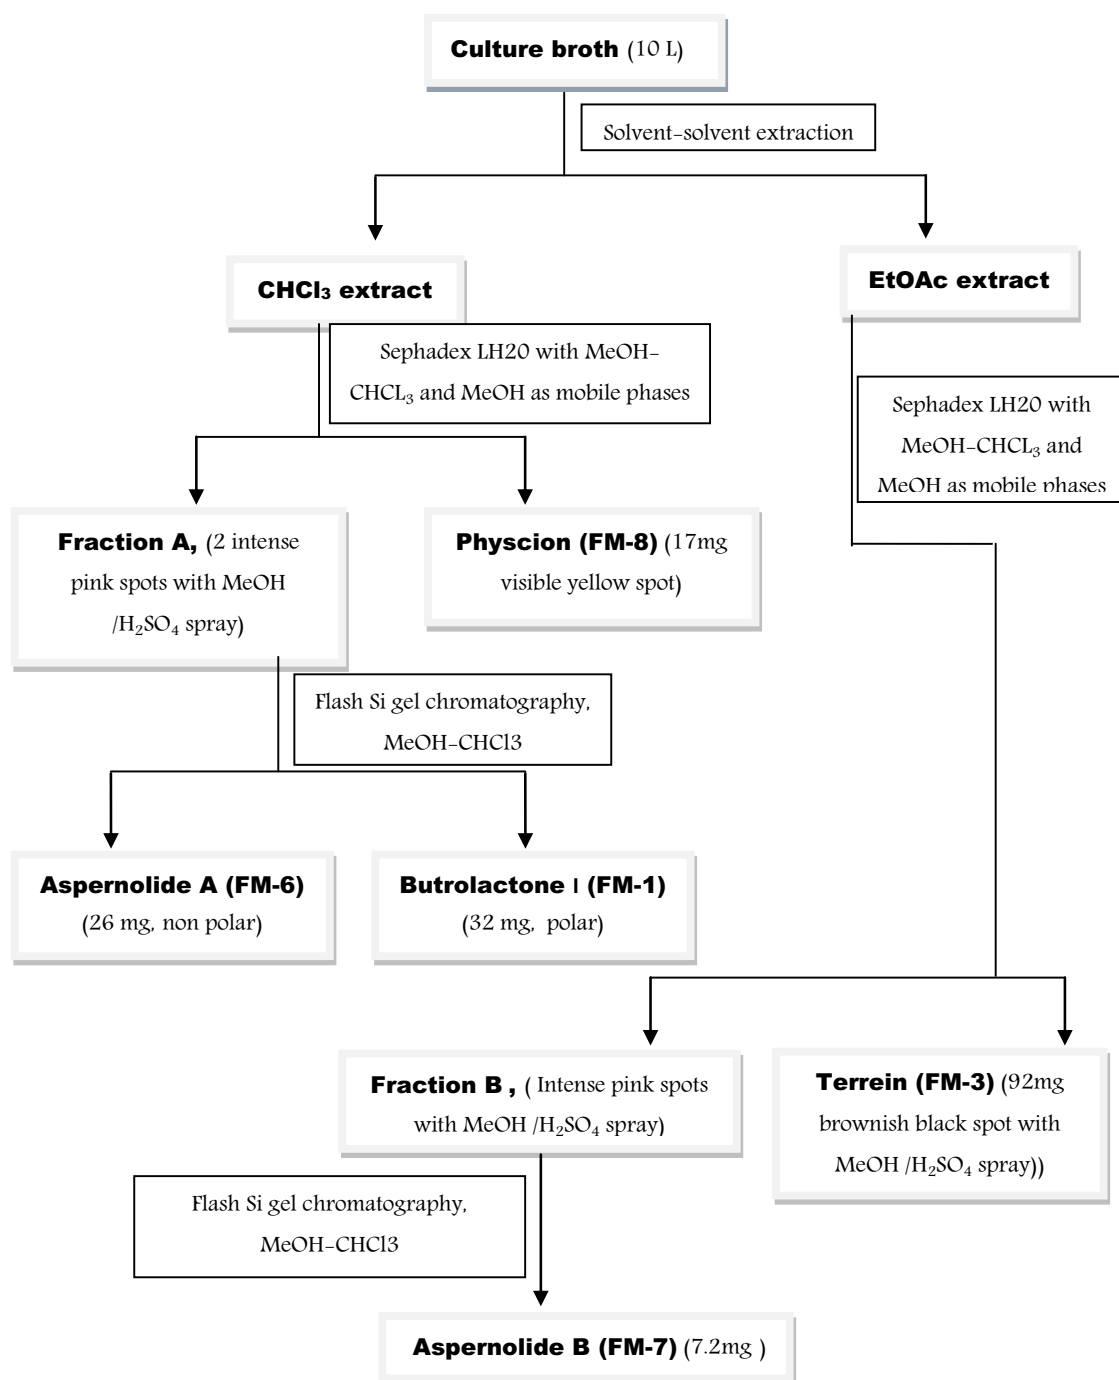 Culture broth (10 L)
Solvent-solvent extraction
CHCl₃ extract
EtOAc extract
Sephadex LH20 with MeOH-
CHCL₃ and MeOH as mobile phases
Sephadex LH20 with
MeOH-CHCL₃ and
MeOH as mobile phases
Fraction A, (2 intense
pink spots with MeOH
/H₂SO₄ spray)
Physcion (FM-8) (17mg
visible yellow spot)
Flash Si gel chromatography,
MeOH-CHCl3
Aspernolide A (FM-6)
(26 mg, non polar)
Butrolactone I (FM-1)
(32 mg, polar)
Fraction B , ( Intense pink spots
with MeOH /H₂SO₄ spray)
Terrein (FM-3) (92mg
brownish black spot with
MeOH /H₂SO₄ spray))
Flash Si gel chromatography,
MeOH-CHCl3
Aspernolide B (FM-7) (7.2mg )